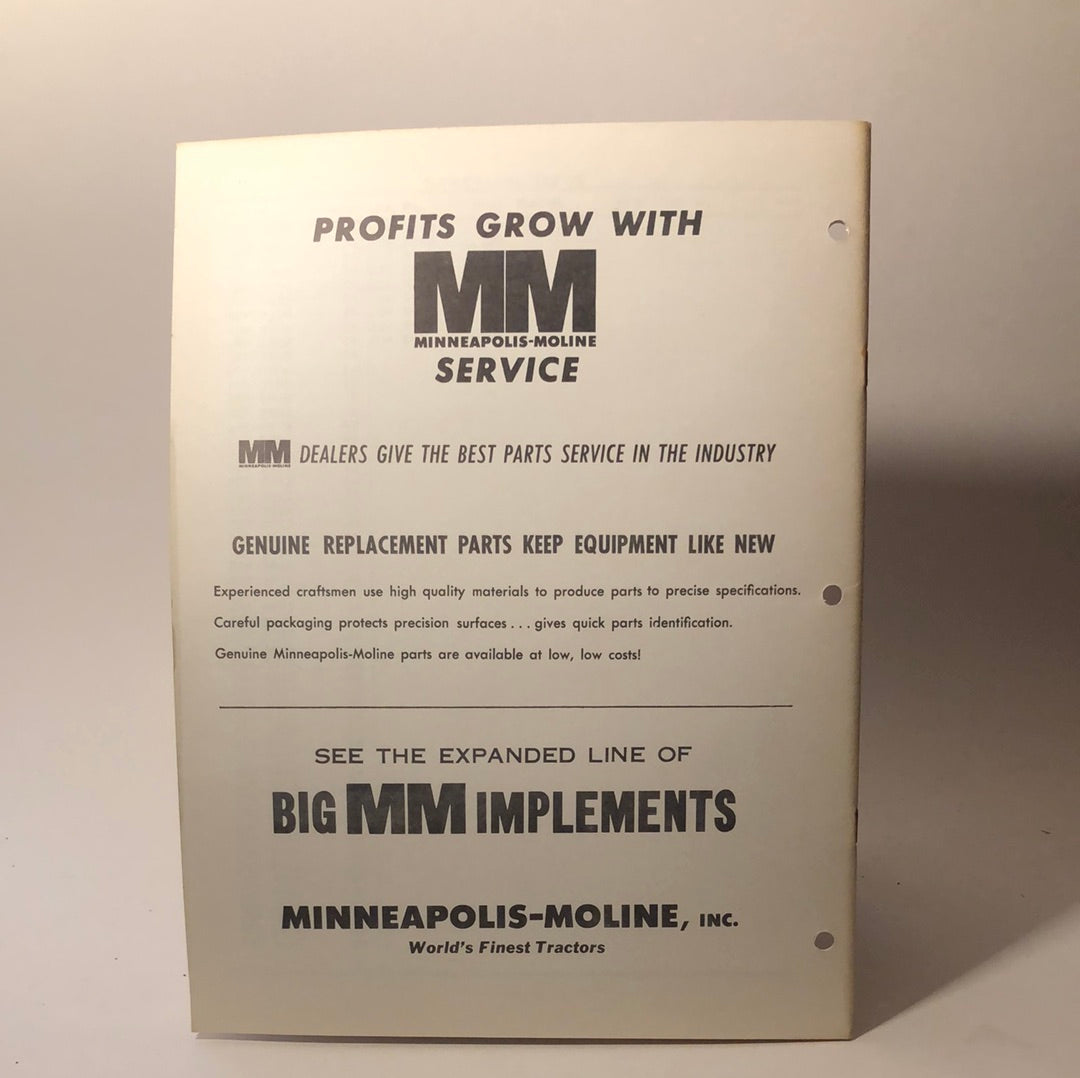 PROFITS GROW WITH
MM
MINNEAPOLIS-MOLINE
SERVICE
MM MINNEAPOLIS-MOLINE DEALERS GIVE THE BEST PARTS SERVICE IN THE INDUSTRY
GENUINE REPLACEMENT PARTS KEEP EQUIPMENT LIKE NEW
Experienced craftsmen use high quality materials to produce parts to precise specifications.
Careful packaging protects precision surfaces . . . gives quick parts identification.
Genuine Minneapolis-Moline parts are available at low, low costs!
SEE THE EXPANDED LINE OF
BIG MM IMPLEMENTS
MINNEAPOLIS-MOLINE, INC.
World's Finest Tractors